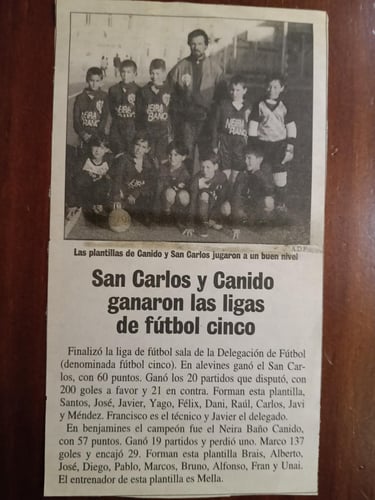 NEIRA
BAÑO
NEIRA
BAÑO
A.D.P.
Las plantillas de Canido y San Carlos jugaron a un buen nivel
San Carlos y Canido
ganaron las ligas
de fútbol cinco
Finalizó la liga de fútbol sala de la Delegación de Fútbol
(denominada fútbol cinco). En alevines ganó el San Car-
los, con 60 puntos. Ganó los 20 partidos que disputó, con
200 goles a favor y 21 en contra. Forman esta plantilla,
Santos, José, Javier, Yago, Félix, Dani, Raúl, Carlos, Javi
y Méndez. Francisco es el técnico y Javier el delegado.
En benjamines el campeón fue el Neira Baño Canido,
con 57 puntos. Ganó 19 partidos y perdió uno. Marco 137
goles y encajó 29. Forman esta plantilla Brais, Alberto,
José, Diego, Pablo, Marcos, Bruno, Alfonso, Fran y Unai.
El entrenador de esta plantilla es Mella.